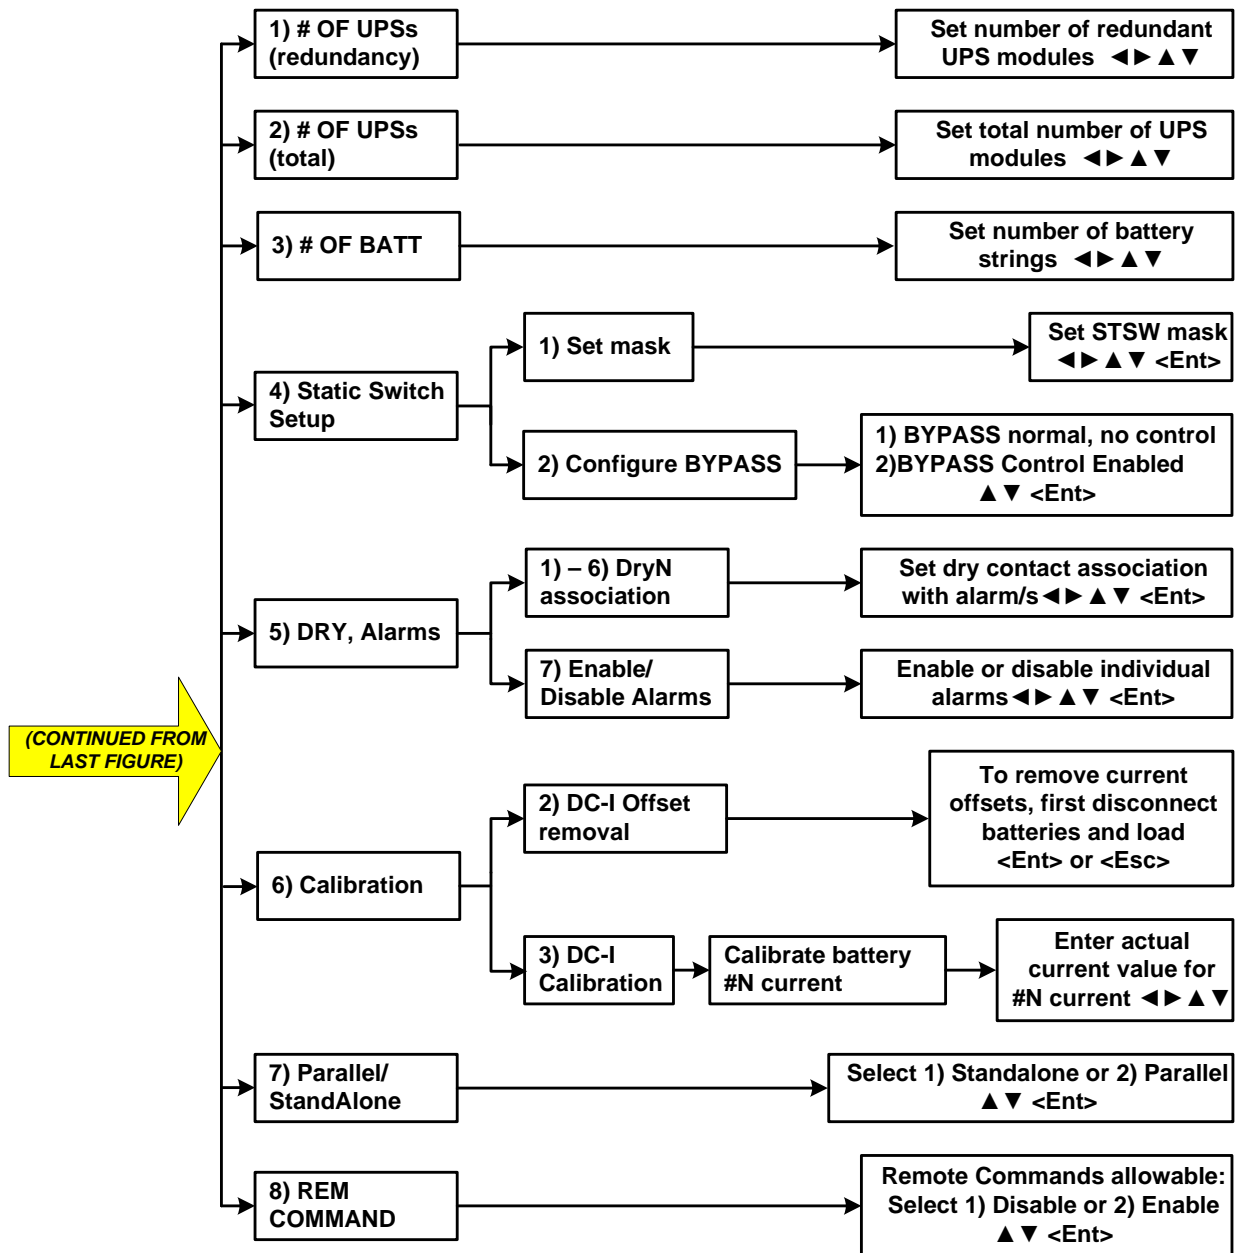 1) # OF UPSs
(redundancy)
Set number of redundant
UPS modules ◄►▲▼
2) # OF UPSs
(total)
Set total number of UPS
modules ◄►▲▼
3) # OF BATT
Set number of battery
strings ◄►▲▼
4) Static Switch
Setup
1) Set mask
Set STSW mask
◄►▲▼ <Ent>
2) Configure BYPASS
1) BYPASS normal, no control
2)BYPASS Control Enabled
▲▼ <Ent>
5) DRY, Alarms
1) – 6) DryN
association
Set dry contact association
with alarm/s◄►▲▼ <Ent>
7) Enable/
Disable Alarms
Enable or disable individual
alarms◄►▲▼ <Ent>
(CONTINUED FROM
LAST FIGURE)
6) Calibration
2) DC-I Offset
removal
To remove current
offsets, first disconnect
batteries and load
<Ent> or <Esc>
3) DC-I
Calibration
Calibrate battery
#N current
Enter actual
current value for
#N current ◄►▲▼
7) Parallel/
StandAlone
Select 1) Standalone or 2) Parallel
▲▼ <Ent>
8) REM
COMMAND
Remote Commands allowable:
Select 1) Disable or 2) Enable
▲▼ <Ent>